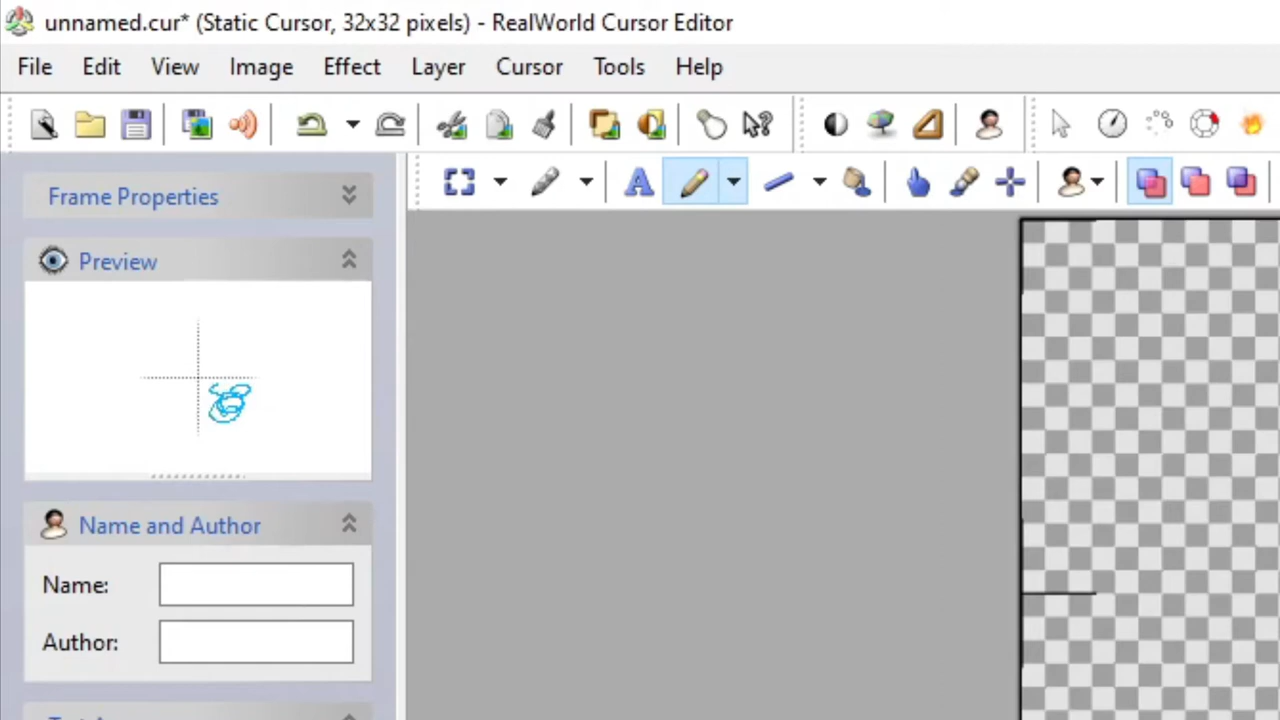 unnamed.cur* (Static Cursor, 32x32 pixels) - RealWorld Cursor Editor
File Edit View Image Effect Layer Cursor Tools Help
Frame Properties
Preview
Name and Author
Name:
Author: